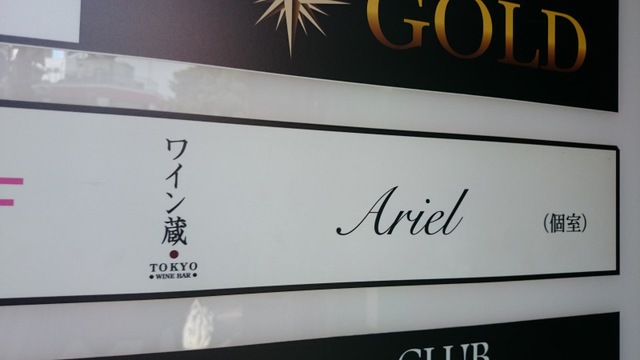 GOLD
ワイン蔵
TOKYO
WINE BAR
Ariel
(個室)
CLUB